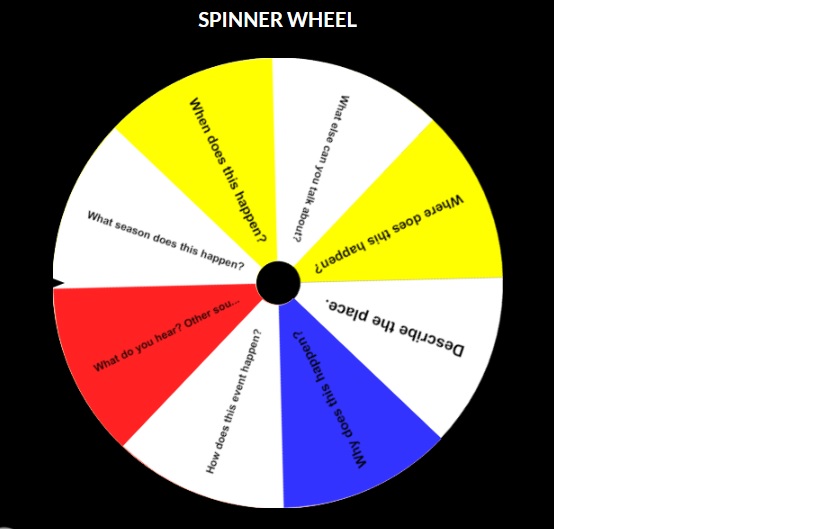 SPINNER WHEEL
When does this happen?
What else can you talk about?
Where does this happen?
Describe the place.
Why does this happen?
How does this event happen?
What do you hear? Other sou...
What season does this happen?